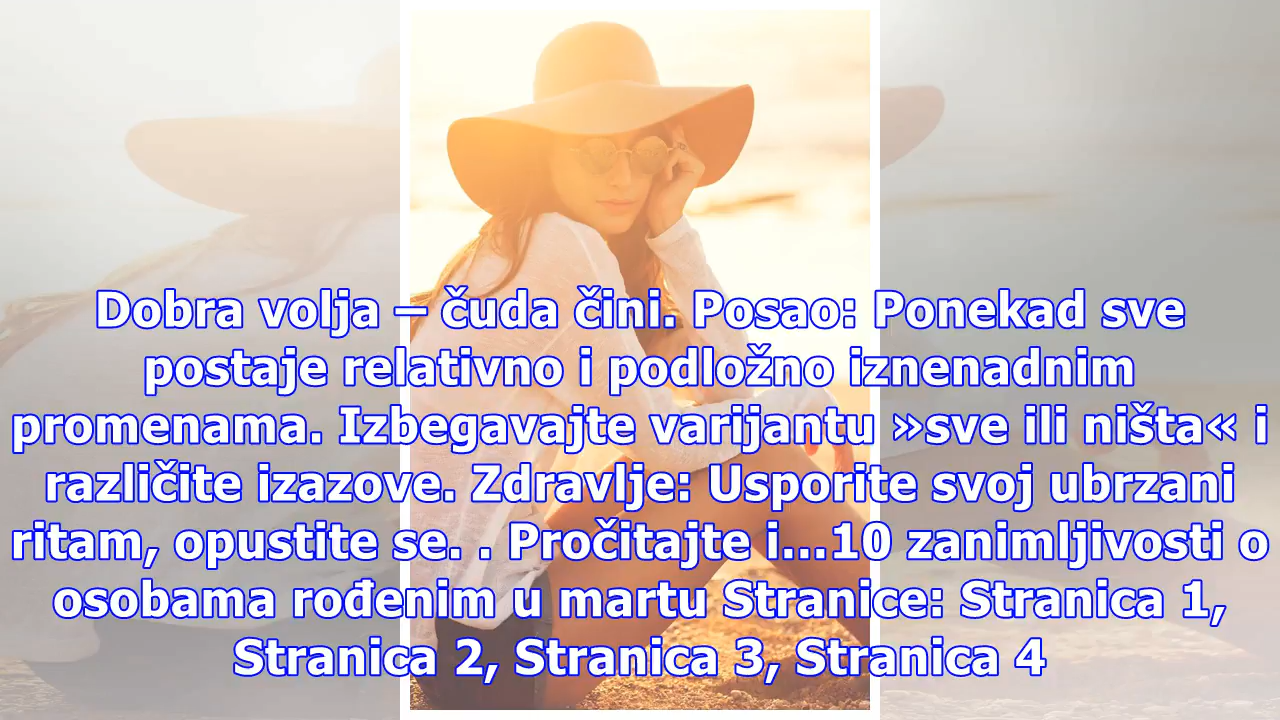 Dobra volja – čuda čini. Posao: Ponekad sve
postaje relativno i podložno iznenadnim
promenama. Izbegavajte varijantu »sve ili ništa« i
različite izazove. Zdravlje: Usporite svoj ubrzani
ritam, opustite se. . Pročitajte i...10 zanimljivosti o
osobama rođenim u martu Stranice: Stranica 1,
Stranica 2, Stranica 3, Stranica 4